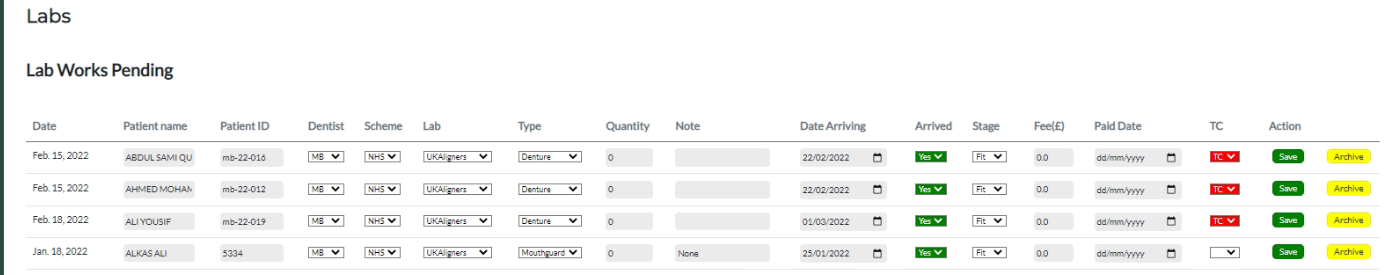 Labs
Lab Works Pending
Date Patient name Patient ID Dentist Scheme Lab Type Quantity Note Date Arriving Arrived Stage Fee(£) Paid Date TC Action
Feb. 15, 2022 ABDUL SAMI QU mb-22-016 MB NHS UKAligners Denture 0 22/02/2022 Yes Fit 0.0 dd/mm/yyyy TC Save Archive
Feb. 15, 2022 AHMED MOHAN mb-22-012 MB NHS UKAligners Denture 0 22/02/2022 Yes Fit 0.0 dd/mm/yyyy TC Save Archive
Feb. 18, 2022 ALI YOUSIF mb-22-019 MB NHS UKAligners Denture 0 01/03/2022 Yes Fit 0.0 dd/mm/yyyy TC Save Archive
Jan. 18, 2022 ALKAS ALI 5334 MB NHS UKAligners Mouthguard 0 None 25/01/2022 Yes Fit 0.0 dd/mm/yyyy Save Archive